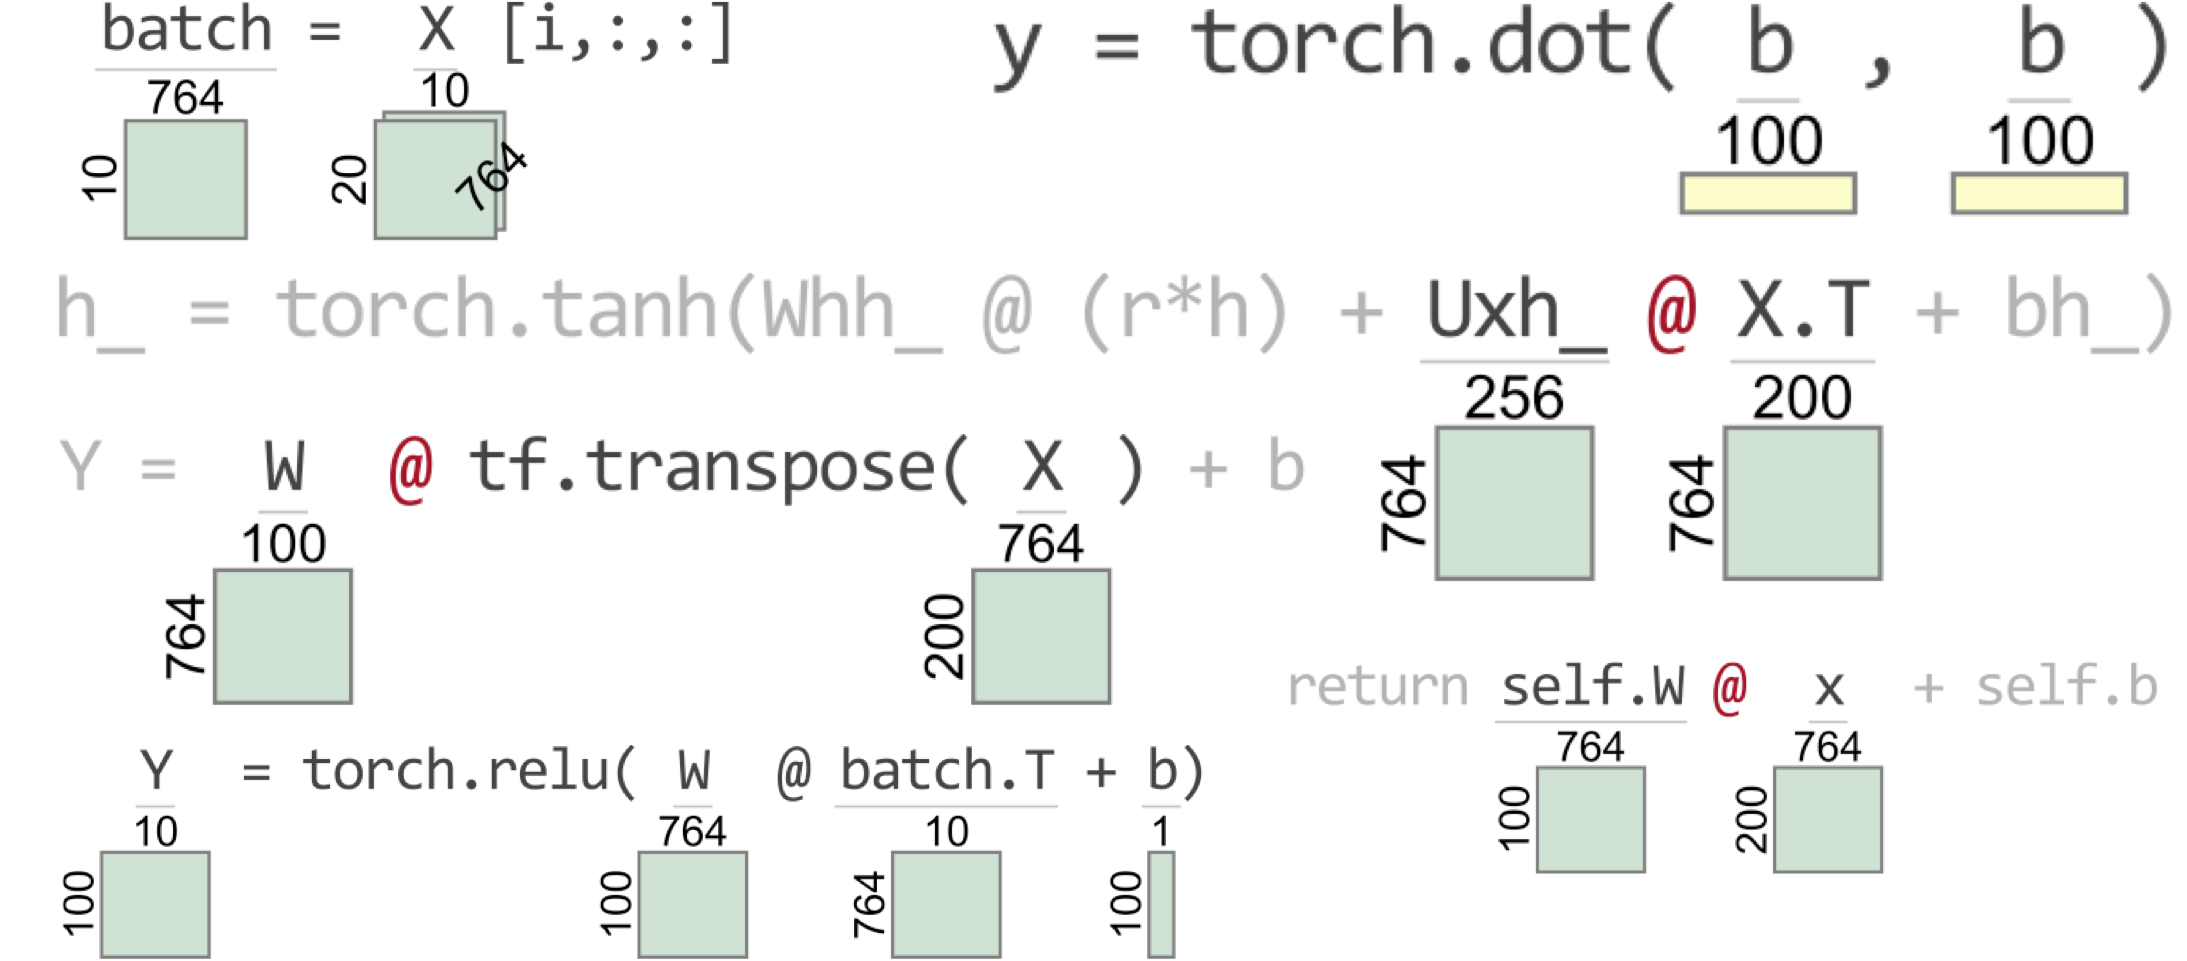 batch = X [i,:,:]
764
10
10
20
764
y = torch.dot( b , b )
100 100
h_ = torch.tanh(Whh_ @ (r*h) + Uxh_ @ X.T + bh_)
256 200
764 764
Y = W @ tf.transpose( X ) + b
100 764
764 200
return self.W @ x + self.b
764 764
100 200
Y = torch.relu( W @ batch.T + b)
10 764 10 1
100 100 764 100